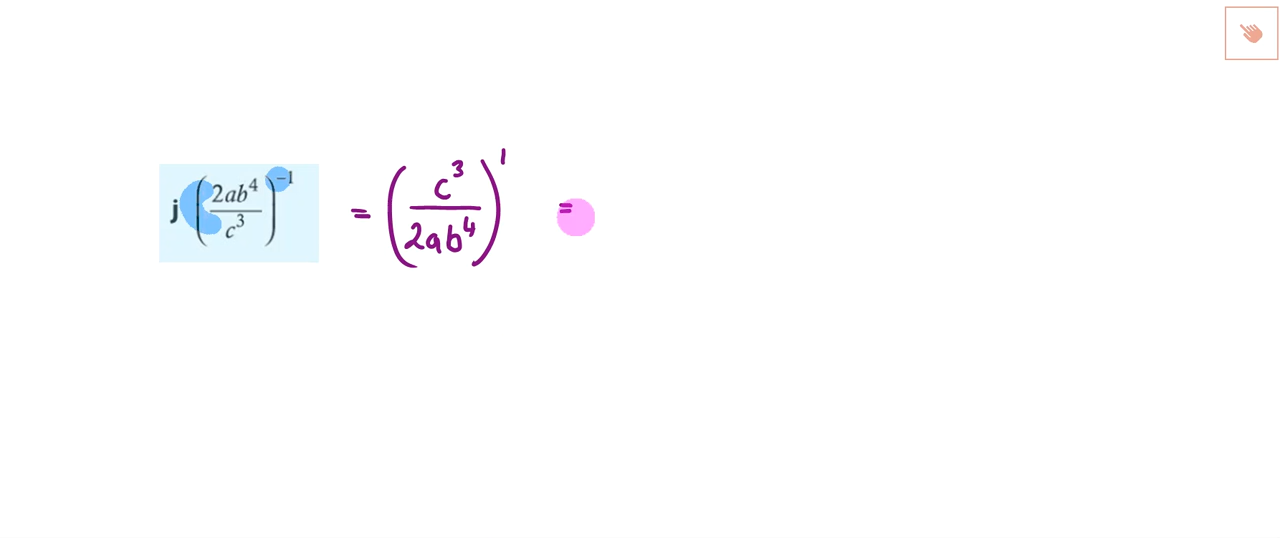 j (2ab⁴/c³)⁻¹ = (c³/2ab⁴)¹ =